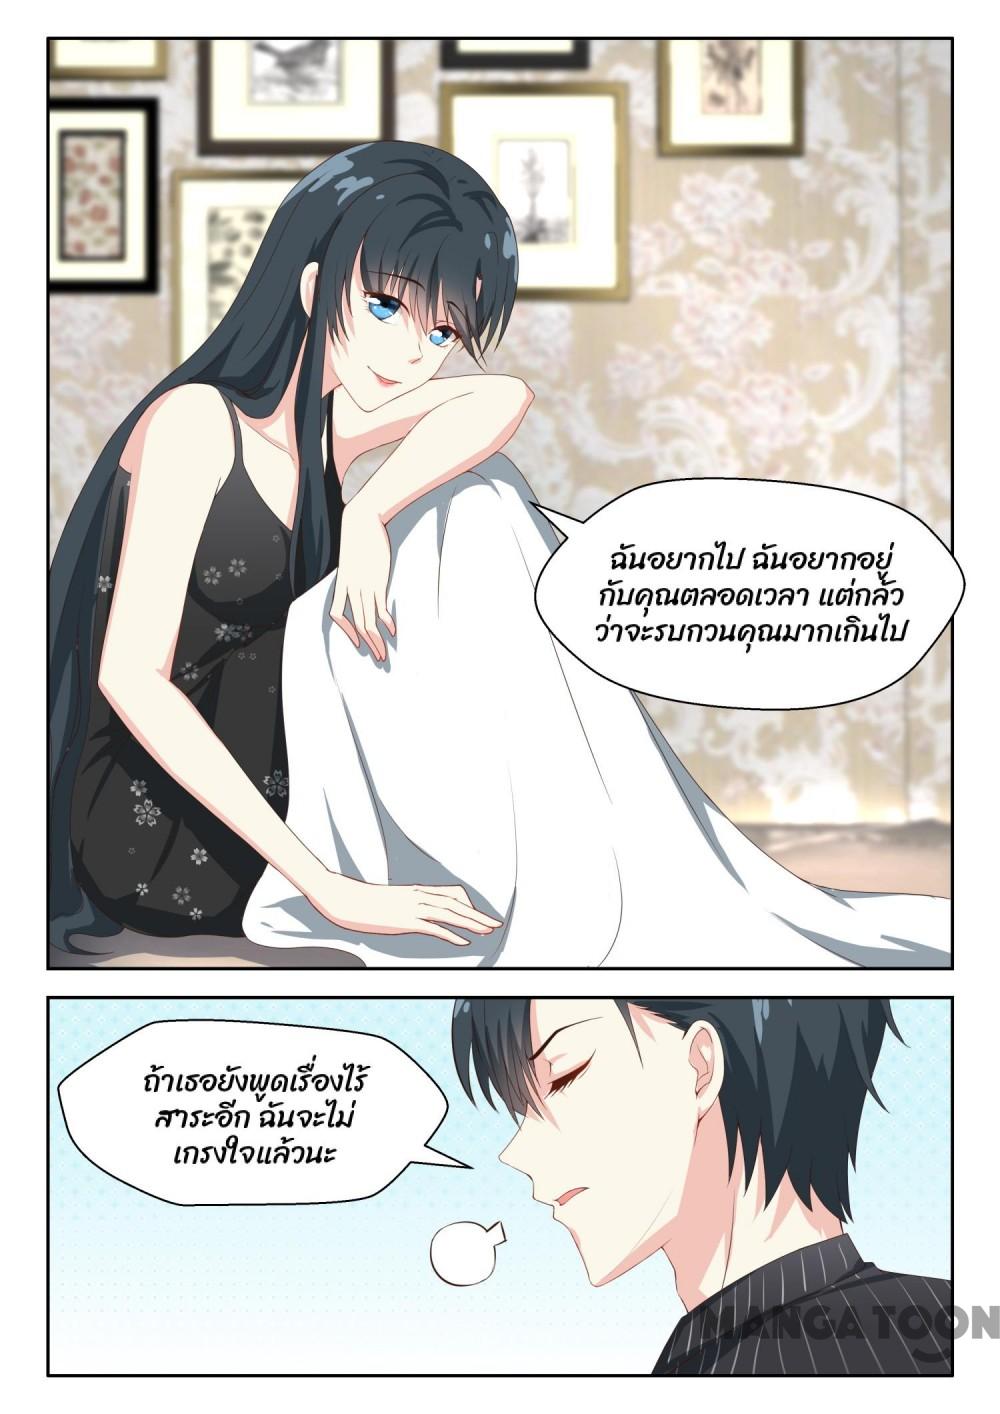 ฉันอยากไป ฉันอยากอยู่
กับคุณตลอดเวลา แต่กลัว
ว่าจะรบกวนคุณมากเกินไป
ถ้าเธอยังพูดเรื่องไร้
สาระอีก ฉันจะไม่
เกรงใจแล้วนะ
MANGATOON